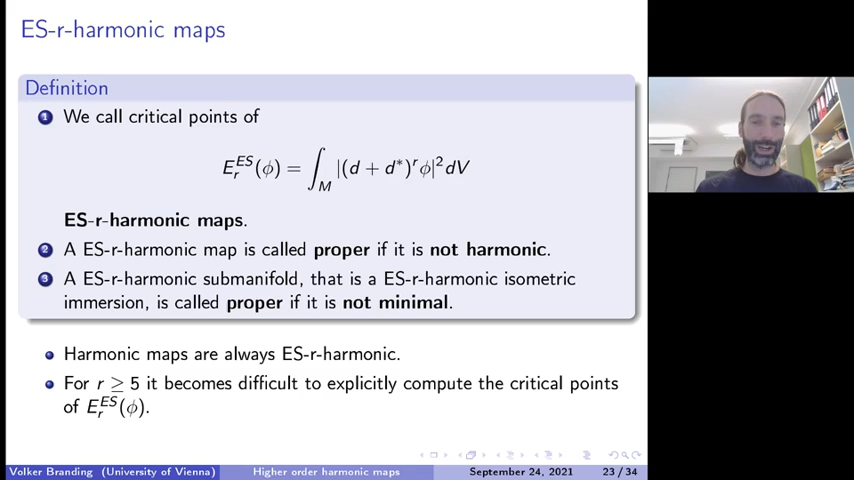 ES-r-harmonic maps
Definition
1 We call critical points of
E_r^{ES}(ϕ) = ∫_M |(d + d*)^r ϕ|² dV
ES-r-harmonic maps.
2 A ES-r-harmonic map is called proper if it is not harmonic.
3 A ES-r-harmonic submanifold, that is a ES-r-harmonic isometric
immersion, is called proper if it is not minimal.
• Harmonic maps are always ES-r-harmonic.
• For r ≥ 5 it becomes difficult to explicitly compute the critical points
of E_r^{ES}(ϕ).
Volker Branding (University of Vienna) Higher order harmonic maps September 24, 2021 23 / 34